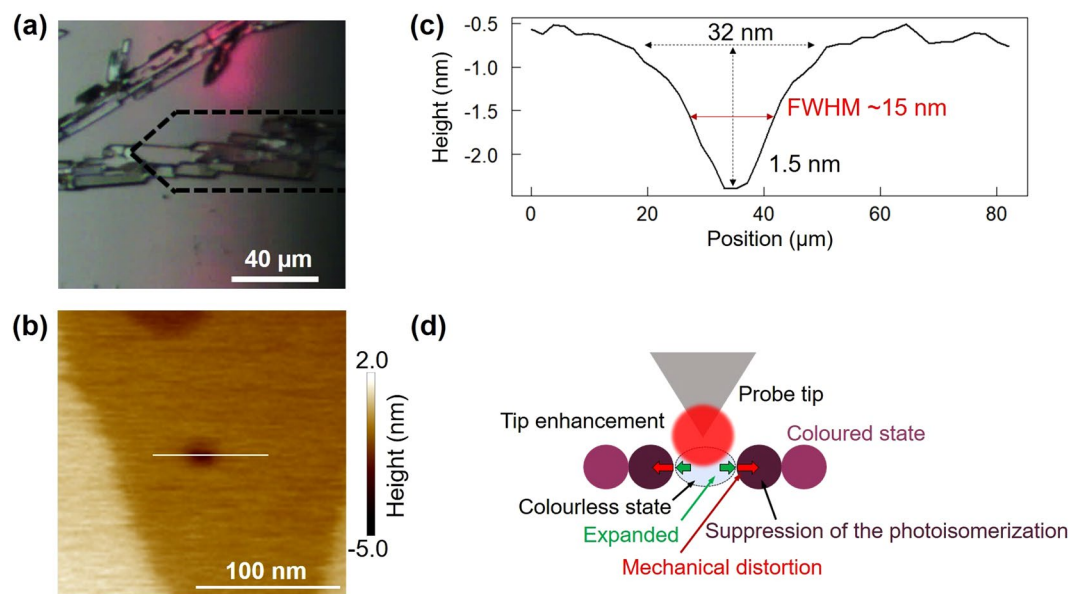 (a)
40 µm
(b)
2.0
Height (nm)
-5.0
100 nm
(c)
-0.5
-1.0
-1.5
-2.0
Height (nm)
32 nm
FWHM ~15 nm
1.5 nm
0 20 40 60 80
Position (µm)
(d)
Probe tip
Tip enhancement
Coloured state
Colourless state
Expanded
Suppression of the photoisomerization
Mechanical distortion